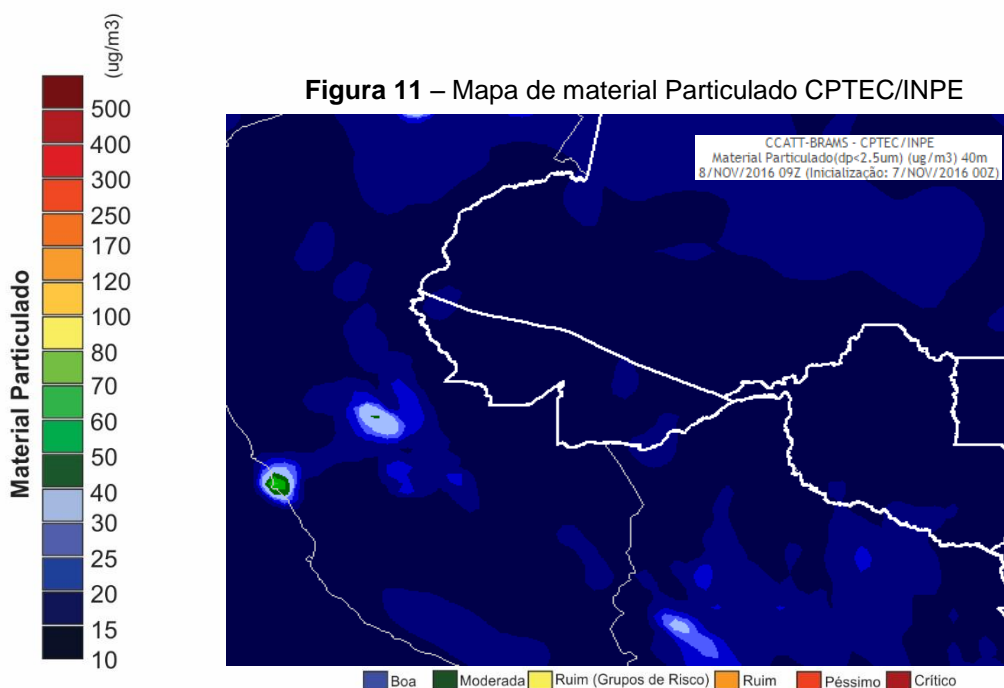 (ug/m3)
Material Particulado
500
400
300
250
170
120
100
80
70
60
50
40
30
25
20
15
10
Figura 11 – Mapa de material Particulado CPTEC/INPE
CCATT-BRAMS - CPTEC/INPE
Material Particulado(dp<2.5um) (ug/m3) 40m
8/NOV/2016 09Z (Inicialização: 7/NOV/2016 00Z)
Boa Moderada Ruim (Grupos de Risco) Ruim Péssimo Crítico